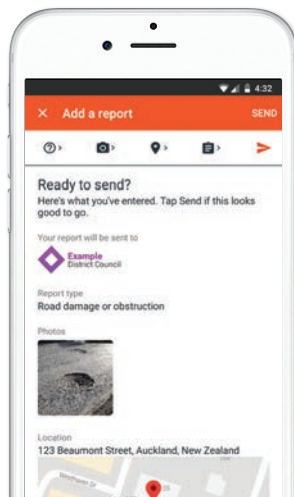 4:32
Add a report SEND
Ready to send?
Here's what you've entered. Tap Send if this looks
good to go.
Your report will be sent to
Example
District Council
Report type
Road damage or obstruction
Photos
Location
123 Beaumont Street, Auckland, New Zealand
Westhaven Dr